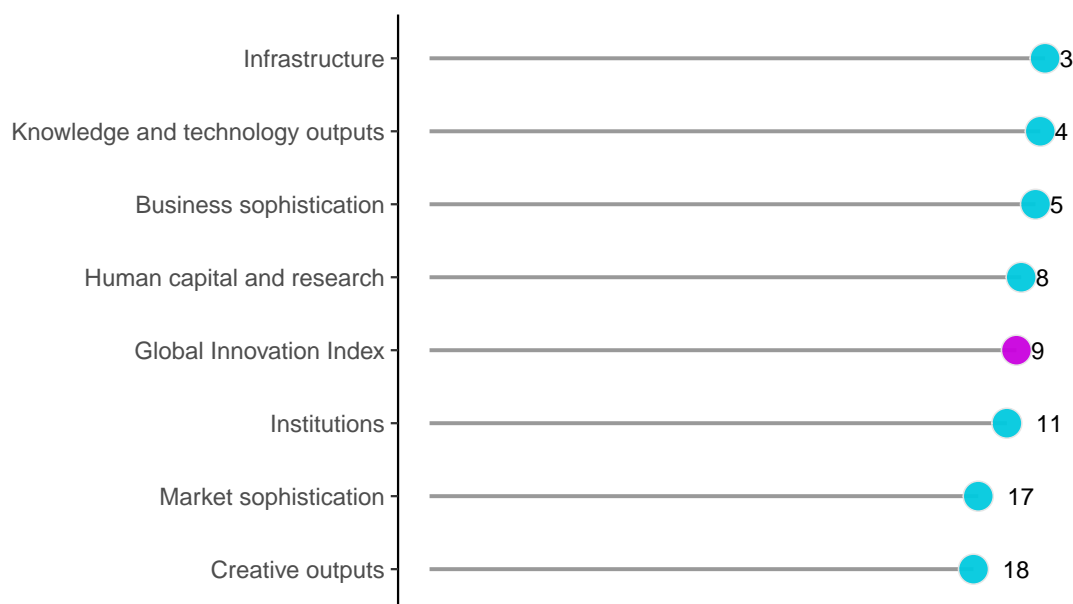 Infrastructure 3
Knowledge and technology outputs 4
Business sophistication 5
Human capital and research 8
Global Innovation Index 9
Institutions 11
Market sophistication 17
Creative outputs 18